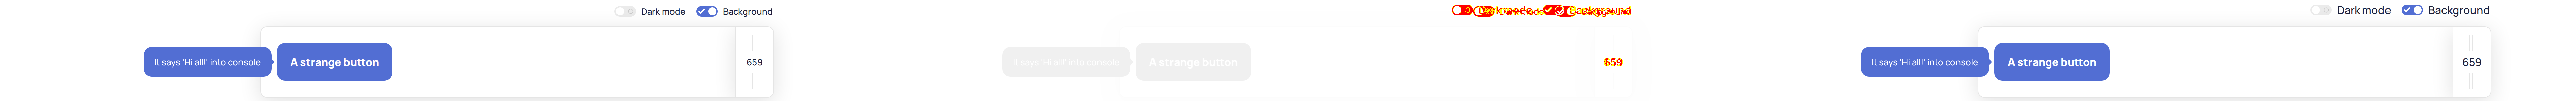 Dark mode Background
It says 'Hi all!' into console A strange button 659
Dark mode Background
It says 'Hi all!' into console A strange button 659
Dark mode Background
It says 'Hi all!' into console A strange button 659